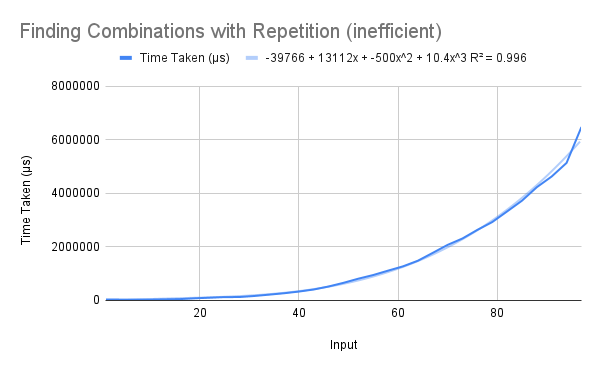 Finding Combinations with Repetition (inefficient)
Time Taken (μs) -39766 + 13112x + -500x^2 + 10.4x^3 R² = 0.996
8000000
6000000
4000000
2000000
0
Time Taken (μs)
20 40 60 80
Input